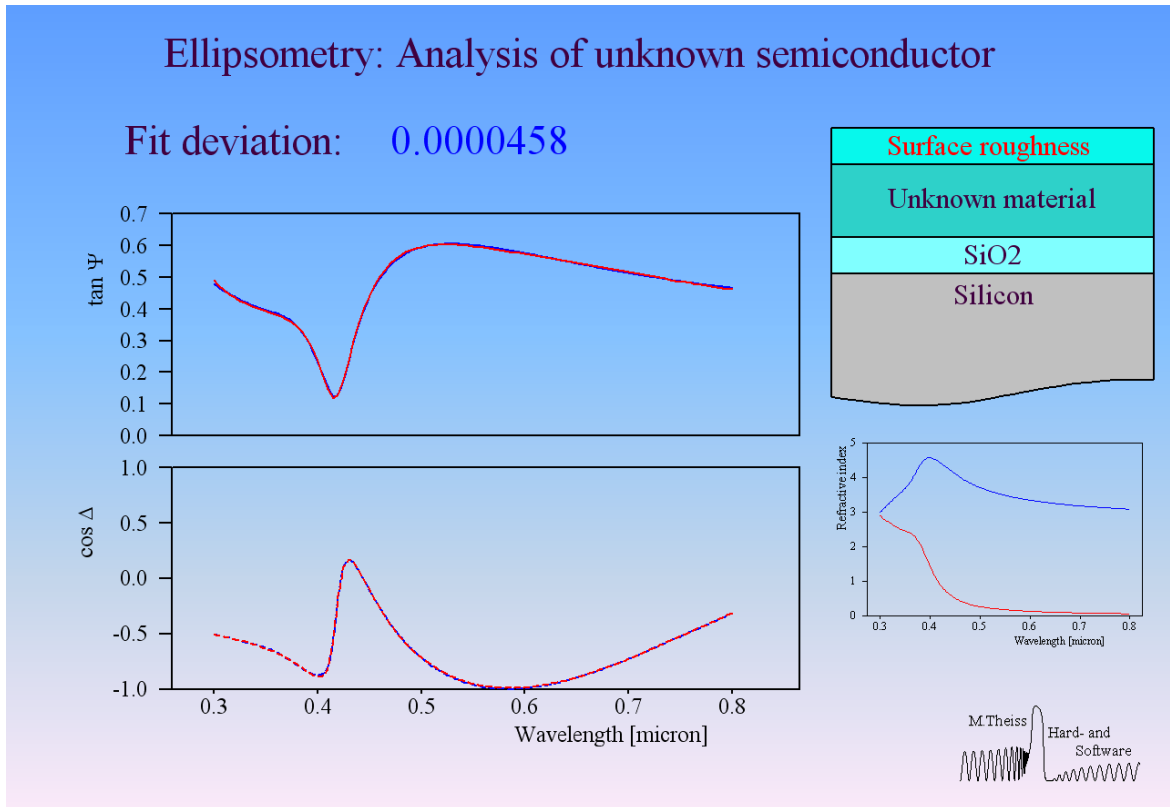 Ellipsometry: Analysis of unknown semiconductor
Fit deviation: 0.0000458
Surface roughness
Unknown material
SiO2
Silicon
tan Ψ
0.7
0.6
0.5
0.4
0.3
0.2
0.1
0.0
cos Δ
1.0
0.5
0.0
-0.5
-1.0
0.3 0.4 0.5 0.6 0.7 0.8
Wavelength [micron]
Refractive index
5
4
3
2
1
0
0.3 0.4 0.5 0.6 0.7 0.8
Wavelength [micron]
M.Theiss
Hard- and
Software